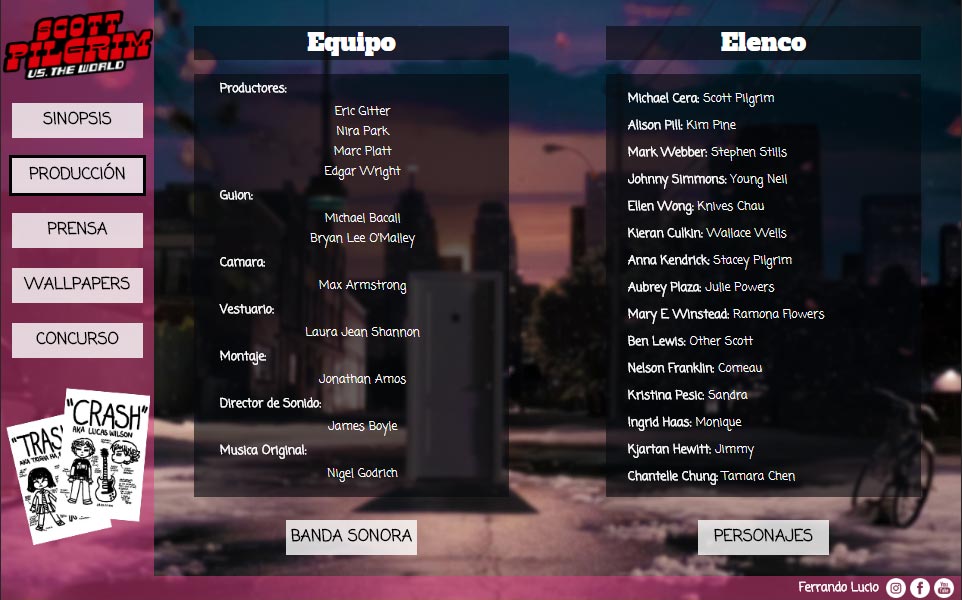 SCOTT
PILGRIM
VS. THE WORLD
SINOPSIS
PRODUCCIÓN
PRENSA
WALLPAPERS
CONCURSO
"CRASH"
AKA LUCAS WILSON
"TRAS
Equipo
Productores:
Eric Gitter
Nira Park
Marc Platt
Edgar Wright
Guion:
Michael Bacall
Bryan Lee O'Malley
Camara:
Max Armstrong
Vestuario:
Laura Jean Shannon
Montaje:
Jonathan Amos
Director de Sonido:
James Boyle
Musica Original:
Nigel Godrich
BANDA SONORA
Elenco
Michael Cera: Scott Pilgrim
Alison Pill: Kim Pine
Mark Webber: Stephen Stills
Johnny Simmons: Young Neil
Ellen Wong: Knives Chau
Kieran Culkin: Wallace Wells
Anna Kendrick: Stacey Pilgrim
Aubrey Plaza: Julie Powers
Mary E Winstead: Ramona Flowers
Ben Lewis: Other Scott
Nelson Franklin: Comeau
Kristina Pesic: Sandra
Ingrid Haas: Monique
Kjartan Hewitt: Jimmy
Chantelle Chung: Tamara Chen
PERSONAJES
Ferrando Lucio
You
Tube